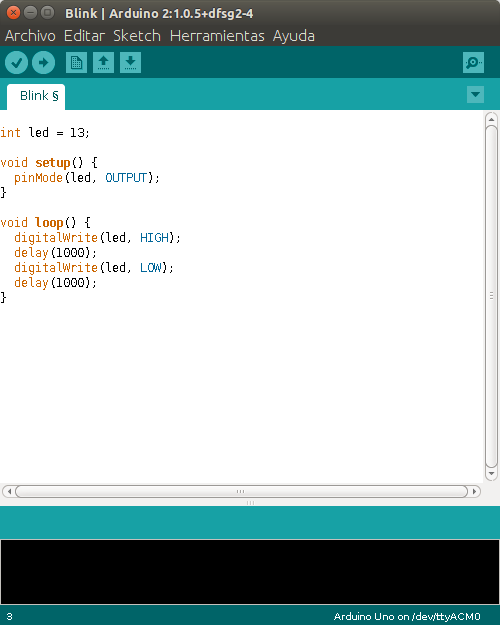 Blink | Arduino 2:1.0.5+dfsg2-4
Archivo Editar Sketch Herramientas Ayuda
Blink §
int led = 13;
void setup() {
  pinMode(led, OUTPUT);
}
void loop() {
  digitalWrite(led, HIGH);
  delay(1000);
  digitalWrite(led, LOW);
  delay(1000);
}
3 Arduino Uno on /dev/ttyACM0